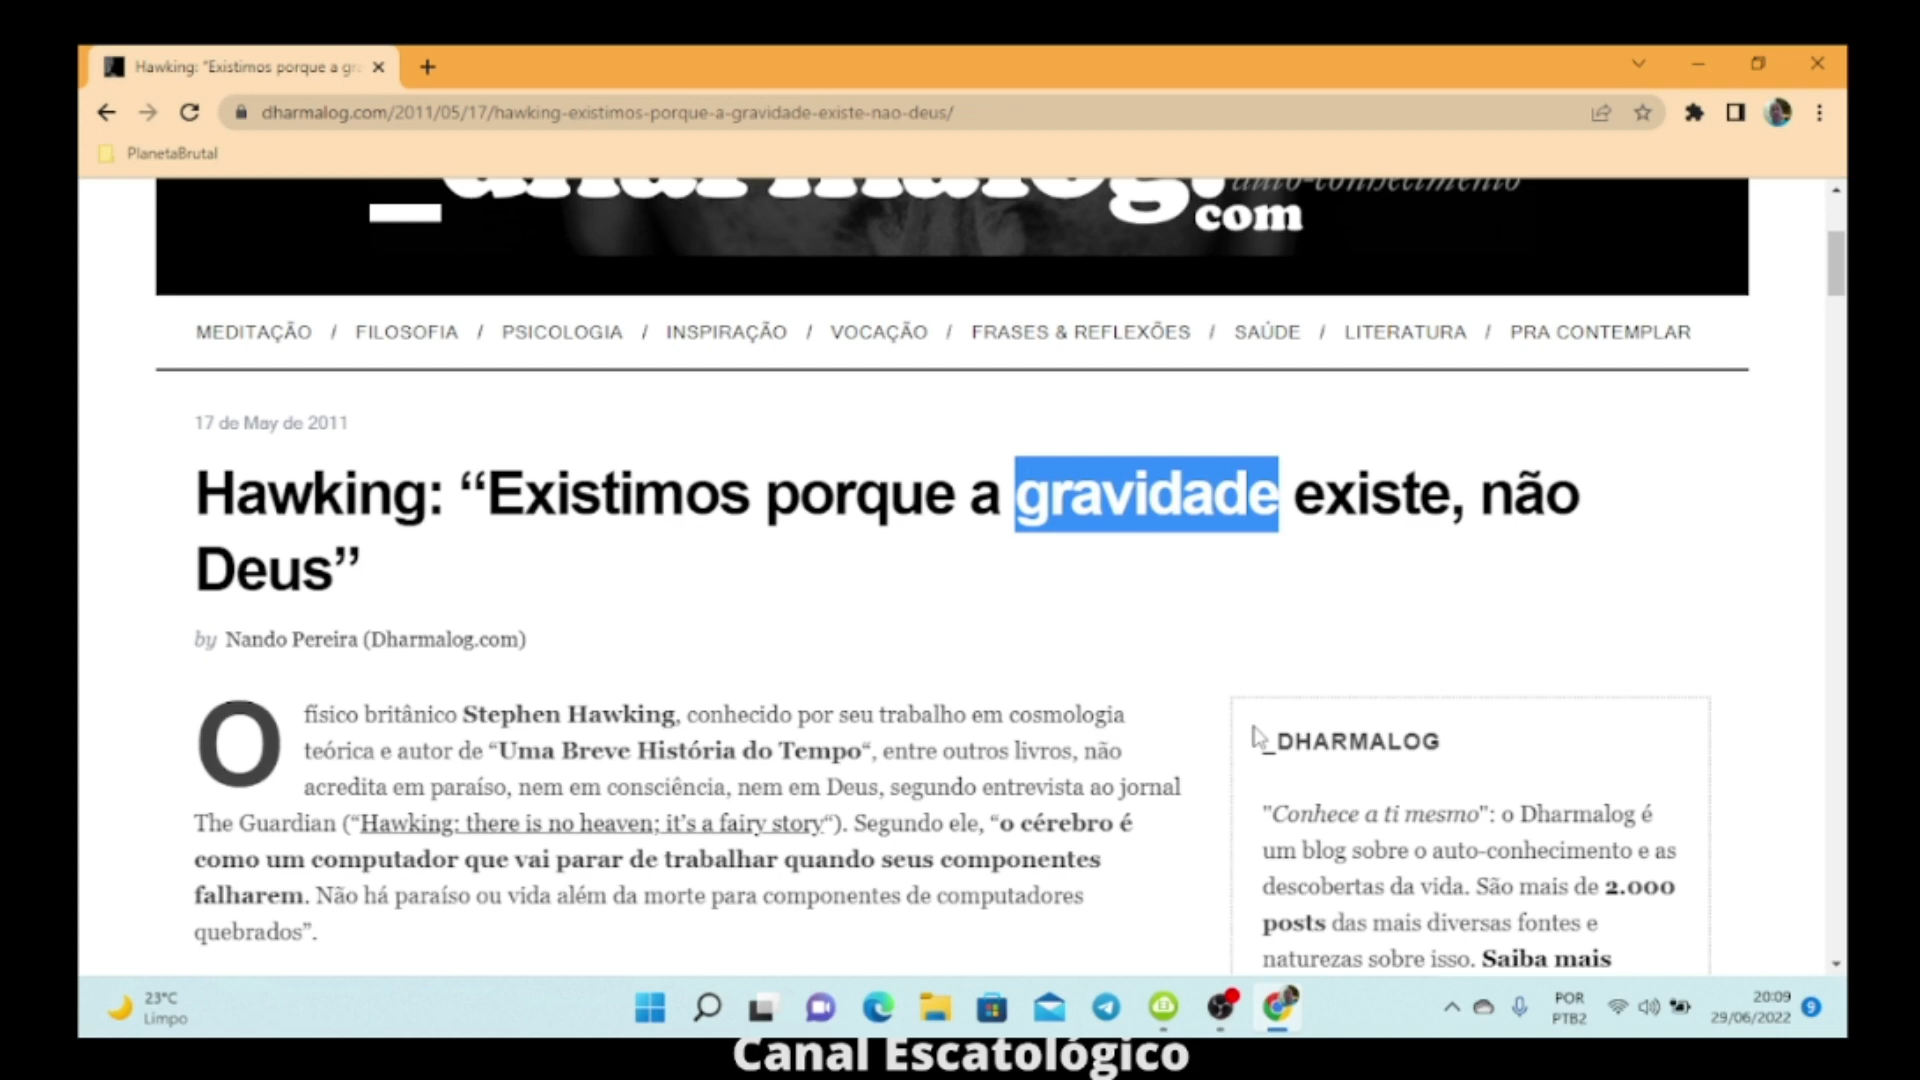 Hawking: "Existimos porque a gr
dharmalog.com/2011/05/17/hawking-existimos-porque-a-gravidade-existe-nao-deus/
PlanetaBrutal
_dharmalog.
auto-conhecimento
com
MEDITAÇÃO / FILOSOFIA / PSICOLOGIA / INSPIRAÇÃO / VOCAÇÃO / FRASES & REFLEXÕES / SAÚDE / LITERATURA / PRA CONTEMPLAR
17 de May de 2011
Hawking: “Existimos porque a gravidade existe, não
Deus”
by Nando Pereira (Dharmalog.com)
O físico britânico Stephen Hawking, conhecido por seu trabalho em cosmologia
teórica e autor de “Uma Breve História do Tempo“, entre outros livros, não
acredita em paraíso, nem em consciência, nem em Deus, segundo entrevista ao jornal
The Guardian (“Hawking: there is no heaven; it’s a fairy story“). Segundo ele, “o cérebro é
como um computador que vai parar de trabalhar quando seus componentes
falharem. Não há paraíso ou vida além da morte para componentes de computadores
quebrados”.
_DHARMALOG
"Conhece a ti mesmo": o Dharmalog é
um blog sobre o auto-conhecimento e as
descobertas da vida. São mais de 2.000
posts das mais diversas fontes e
naturezas sobre isso. Saiba mais
23°C
Limpo
POR
PTB2
20:09
29/06/2022
9
Canal Escatológico